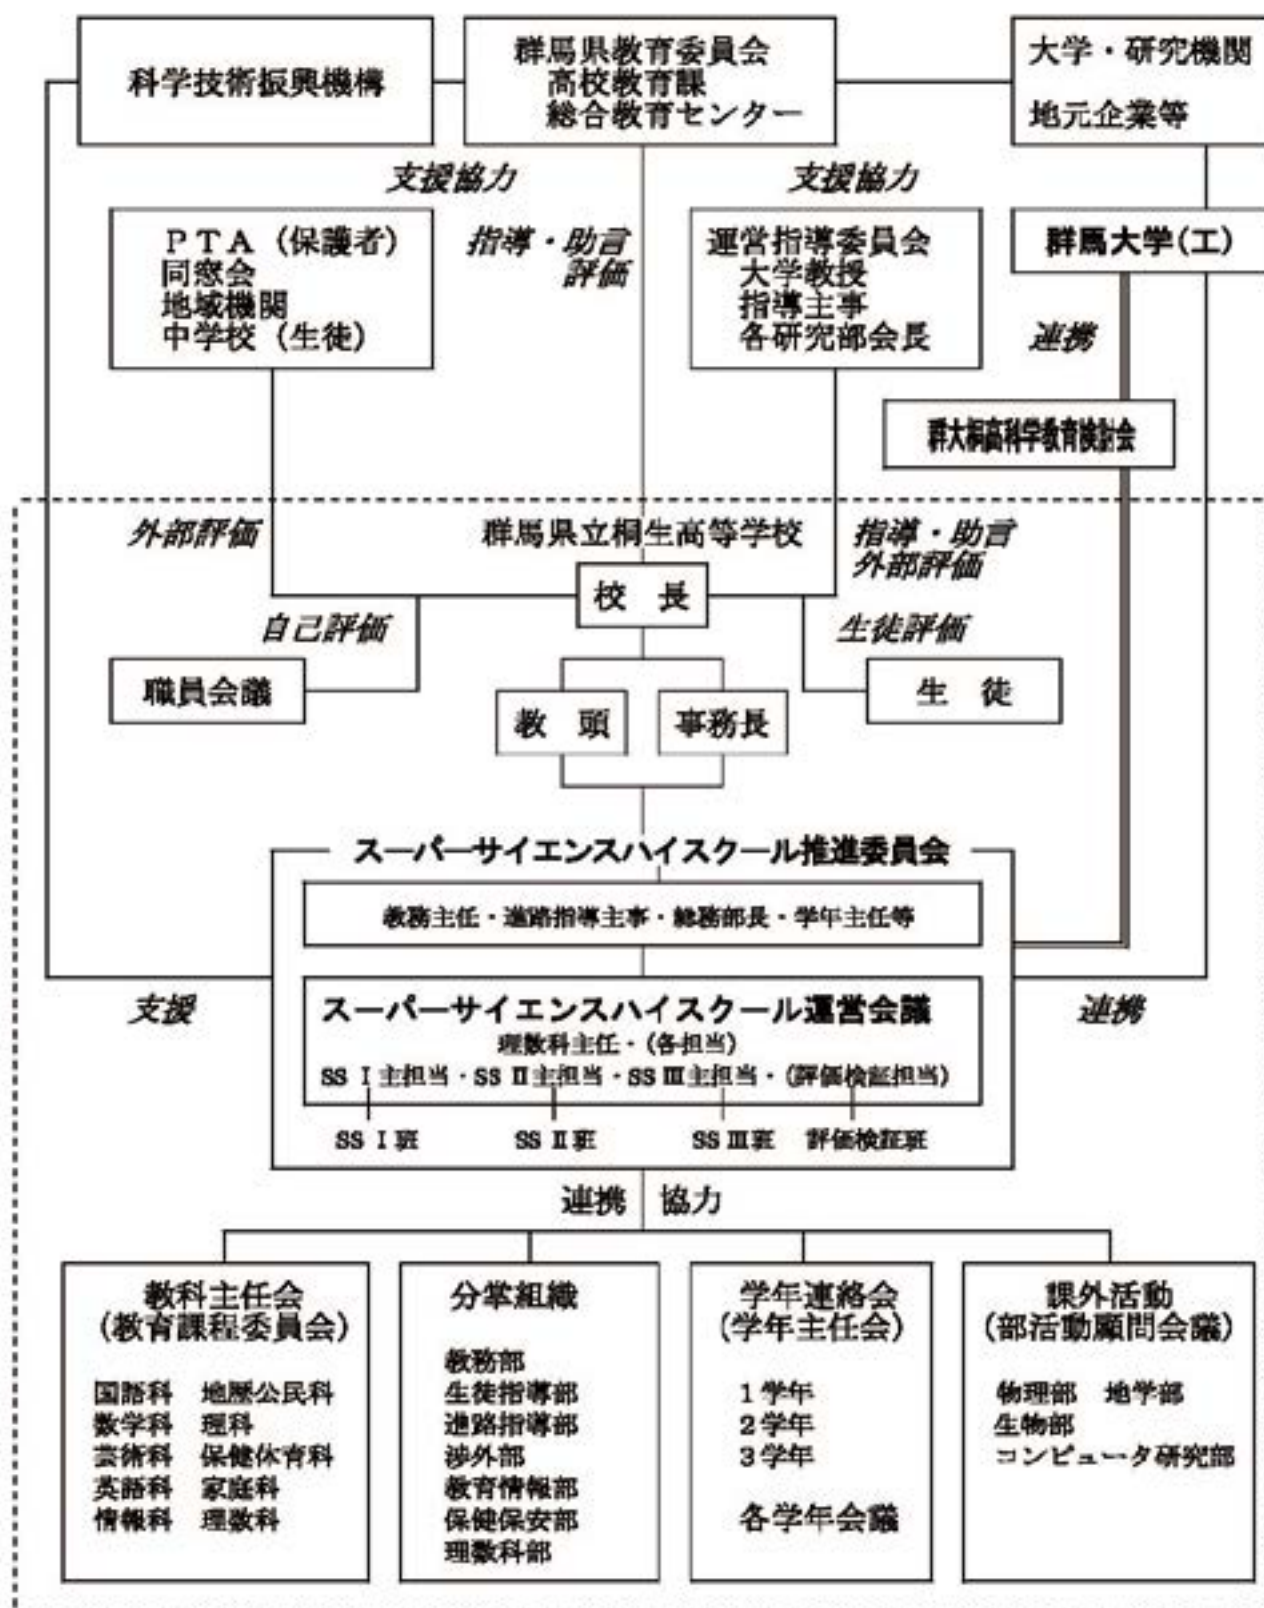 科学技術振興機構
群馬県教育委員会
高校教育課
総合教育センター
大学・研究機関
地元企業等
支援協力
支援協力
PTA(保護者)
同窓会
地域機関
中学校(生徒)
指導・助言
評価
運営指導委員会
大学教授
指導主事
各研究部会長
群馬大学(工)
連携
群大桐高科学教育検討会
外部評価
群馬県立桐生高等学校
指導・助言
外部評価
校 長
自己評価
生徒評価
職員会議
生 徒
教 頭
事務長
スーパーサイエンスハイスクール推進委員会
教務主任・進路指導主事・総務部長・学年主任等
支援
連携
スーパーサイエンスハイスクール運営会議
理数科主任・(各担当)
SSⅠ主担当・SSⅡ主担当・SSⅢ主担当・(評価検証担当)
SSⅠ班 SSⅡ班 SSⅢ班 評価検証班
連携 協力
教科主任会
(教育課程委員会)
国語科 地歴公民科
数学科 理科
芸術科 保健体育科
英語科 家庭科
情報科 理数科
分掌組織
教務部
生徒指導部
進路指導部
渉外部
教育情報部
保健保安部
理数科部
学年連絡会
(学年主任会)
1学年
2学年
3学年
各学年会議
課外活動
(部活動顧問会議)
物理部 地学部
生物部
コンピュータ研究部